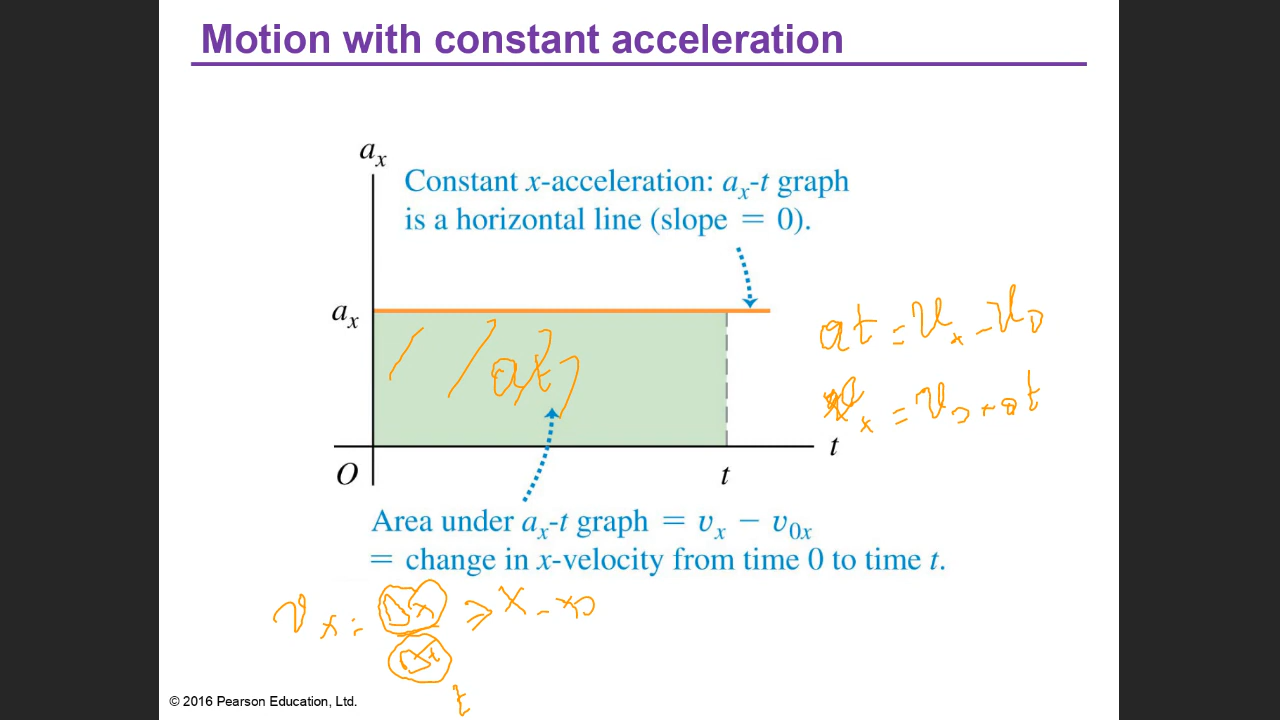 Motion with constant acceleration
aₓ
Constant x-acceleration: aₓ-t graph
is a horizontal line (slope = 0).
aₓ
at = vₓ - v₀
at
vₓ = v₀ + at
t
O
t
Area under aₓ-t graph = vₓ − v₀ₓ
= change in x-velocity from time 0 to time t.
vₓ = Δx = x - x₀
Δt
t
© 2016 Pearson Education, Ltd.